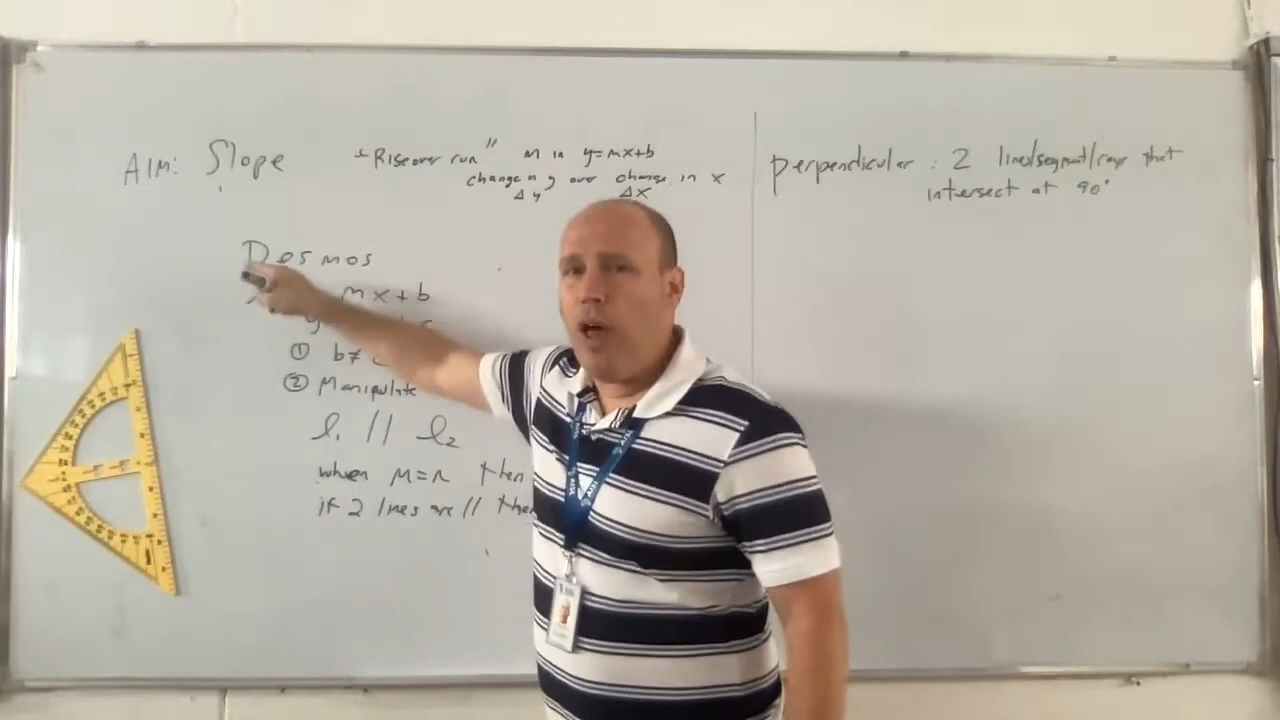 AIM: Slope
"Rise over run" m in y=mx+b
change in y over change in x
Δy Δx
Desmos
mx+b
y
① b≠
② Manipulate
l₁ // l₂
when m=n then
if 2 lines are //
perpendicular : 2 lines/segment/rays that
intersect at 90°